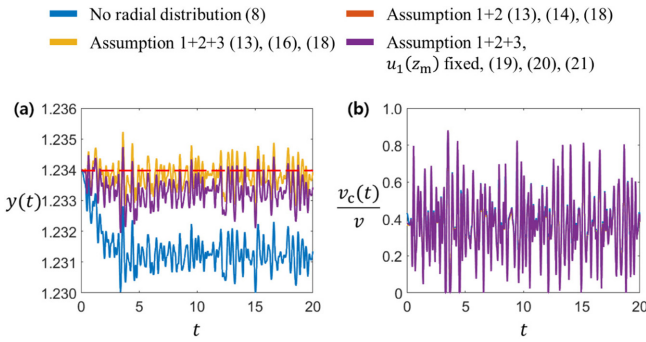 No radial distribution (8)
Assumption 1+2 (13), (14), (18)
Assumption 1+2+3 (13), (16), (18)
Assumption 1+2+3,
u₁(zₘ) fixed, (19), (20), (21)
(a)
1.236
1.235
1.234
y(t)
1.233
1.232
1.231
1.230
0 5 10 15 20
t
(b)
1.0
0.8
0.6
v_c(t)/v
0.4
0.2
0
0 5 10 15 20
t